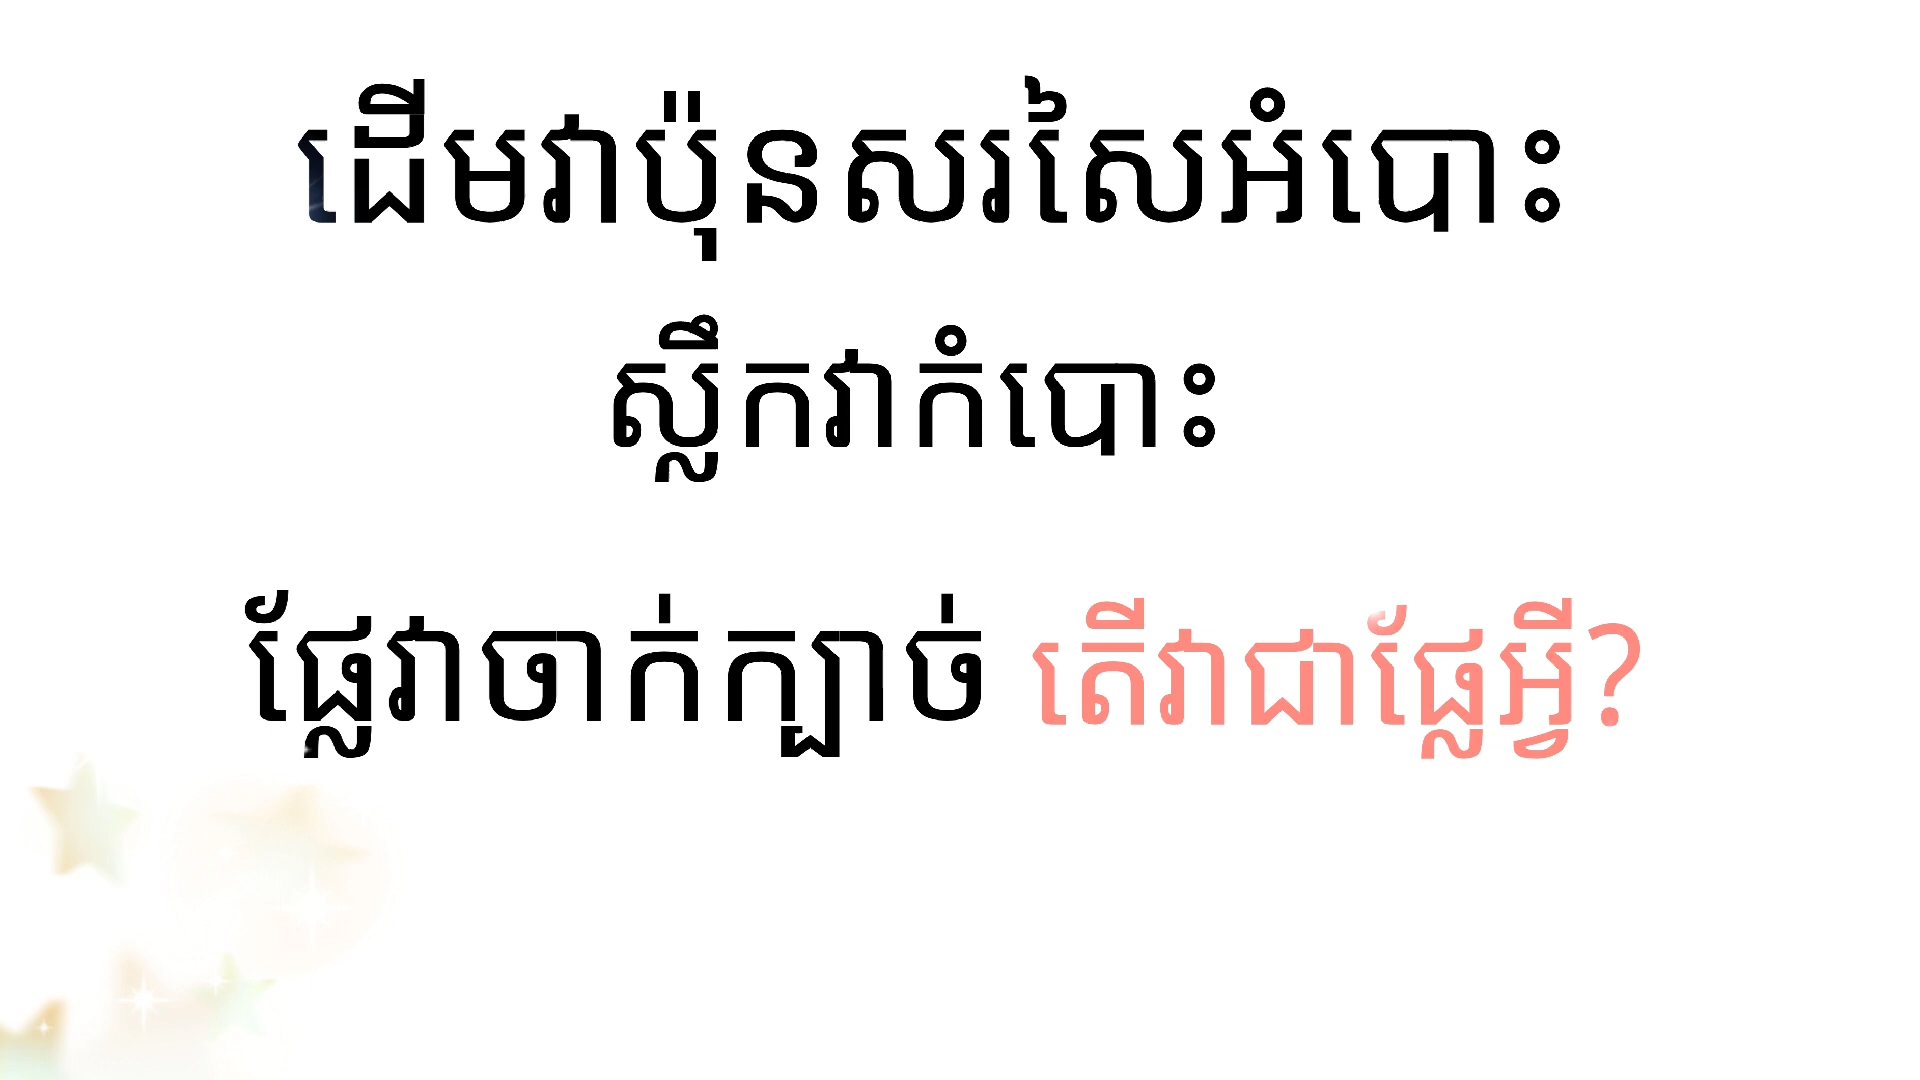 ដើមវាប៉ុនសរសៃអំបោះ
ស្លឹកវាកំបោះ
ផ្លែវាចាក់ក្បាច់ តើវាជាផ្លែអ្វី?